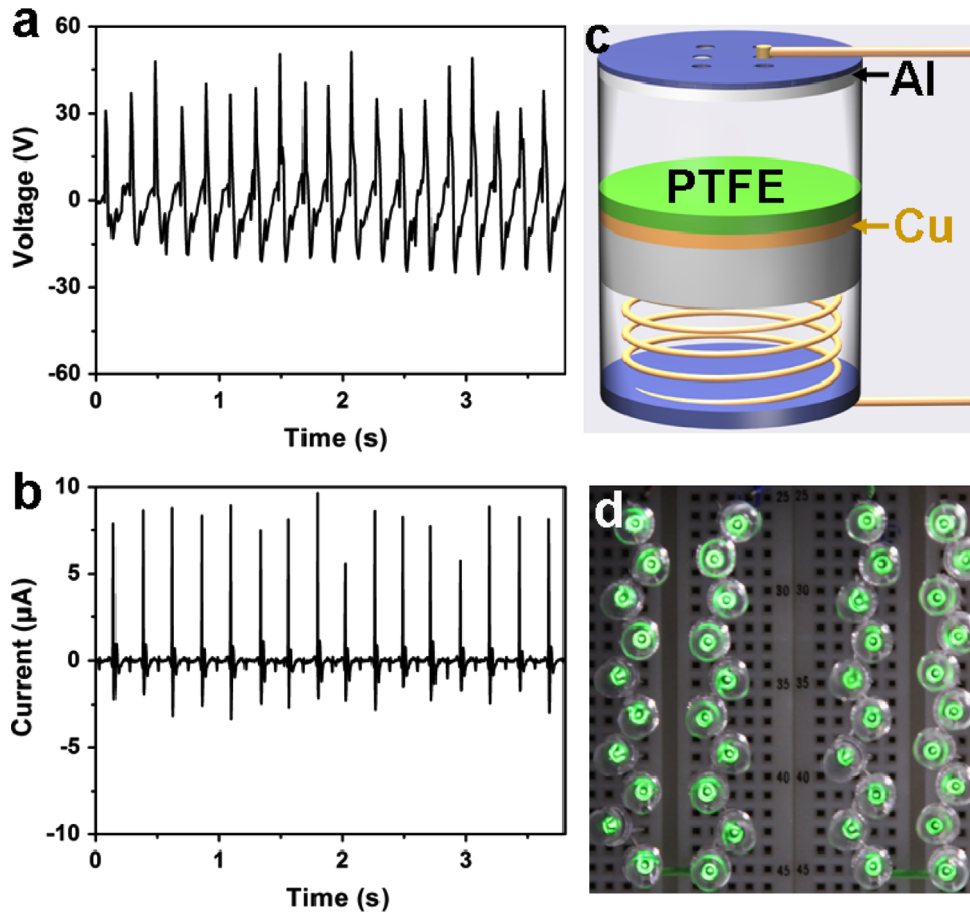 a
60
30
0
-30
-60
Voltage (V)
0 1 2 3
Time (s)
b
10
5
0
-5
-10
Current (μA)
0 1 2 3
Time (s)
c
Al
PTFE
Cu
d
25 25
30 30
35 35
40 40
45 45